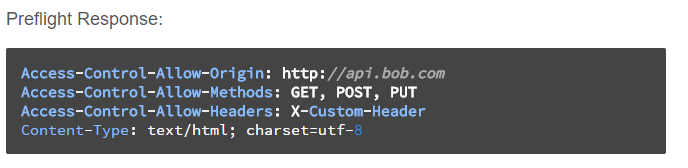 Preflight Response:
Access-Control-Allow-Origin: http://api.bob.com
Access-Control-Allow-Methods: GET, POST, PUT
Access-Control-Allow-Headers: X-Custom-Header
Content-Type: text/html; charset=utf-8